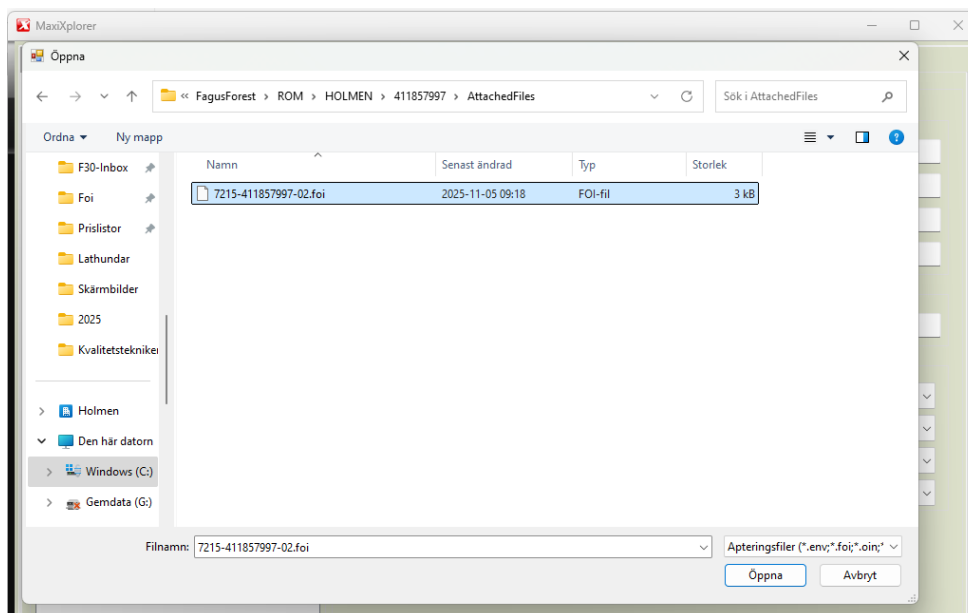 MaxiXplorer
Öppna
« FagusForest > ROM > HOLMEN > 411857997 > AttachedFiles
Sök i AttachedFiles
Ordna Ny mapp
F30-Inbox
Foi
Prislistor
Lathundar
Skärmbilder
2025
Kvalitetstekniker
Holmen
Den här datorn
Windows (C:)
Gemdata (G:)
Namn Senast ändrad Typ Storlek
7215-411857997-02.foi 2025-11-05 09:18 FOI-fil 3 kB
Filnamn: 7215-411857997-02.foi Apteringsfiler (*.env;*.foi;*.oin;*
Öppna Avbryt